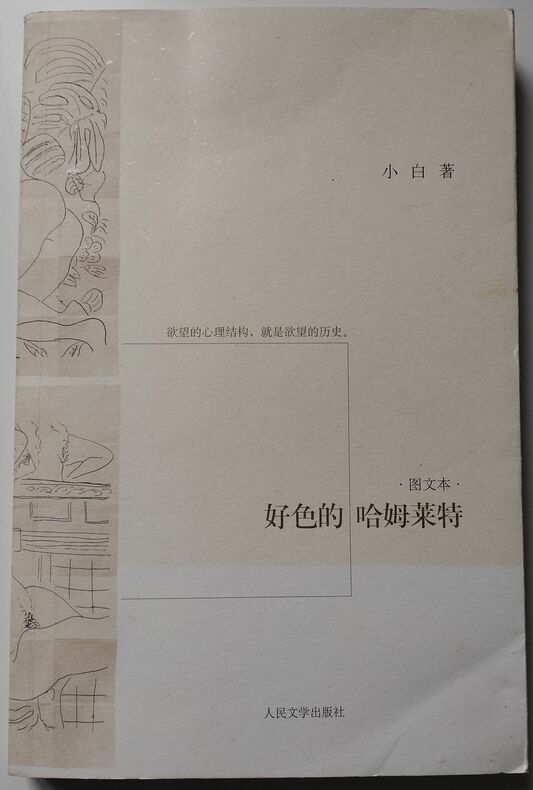 小白著
欲望的心理结构，就是欲望的历史。
·图文本·
好色的 哈姆莱特
人民文学出版社